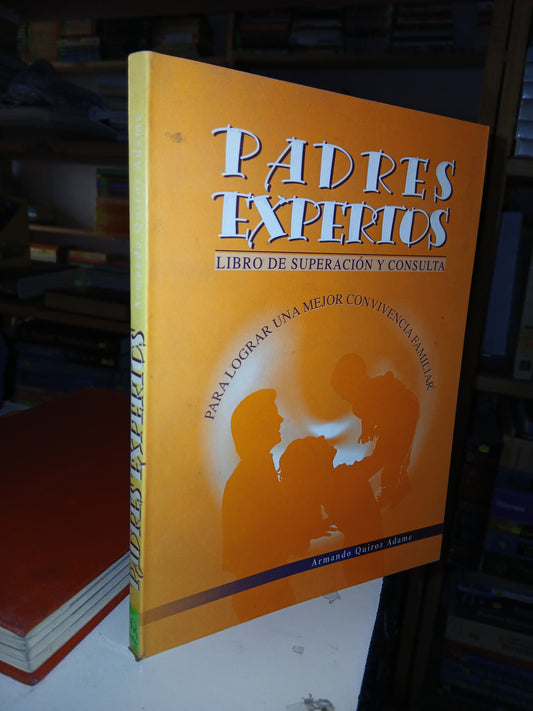 PADRES
EXPERTOS
LIBRO DE SUPERACIÓN Y CONSULTA
PARA LOGRAR UNA MEJOR CONVIVENCIA FAMILIAR
Armando Quiroz Adame
PADRES EXPERTOS